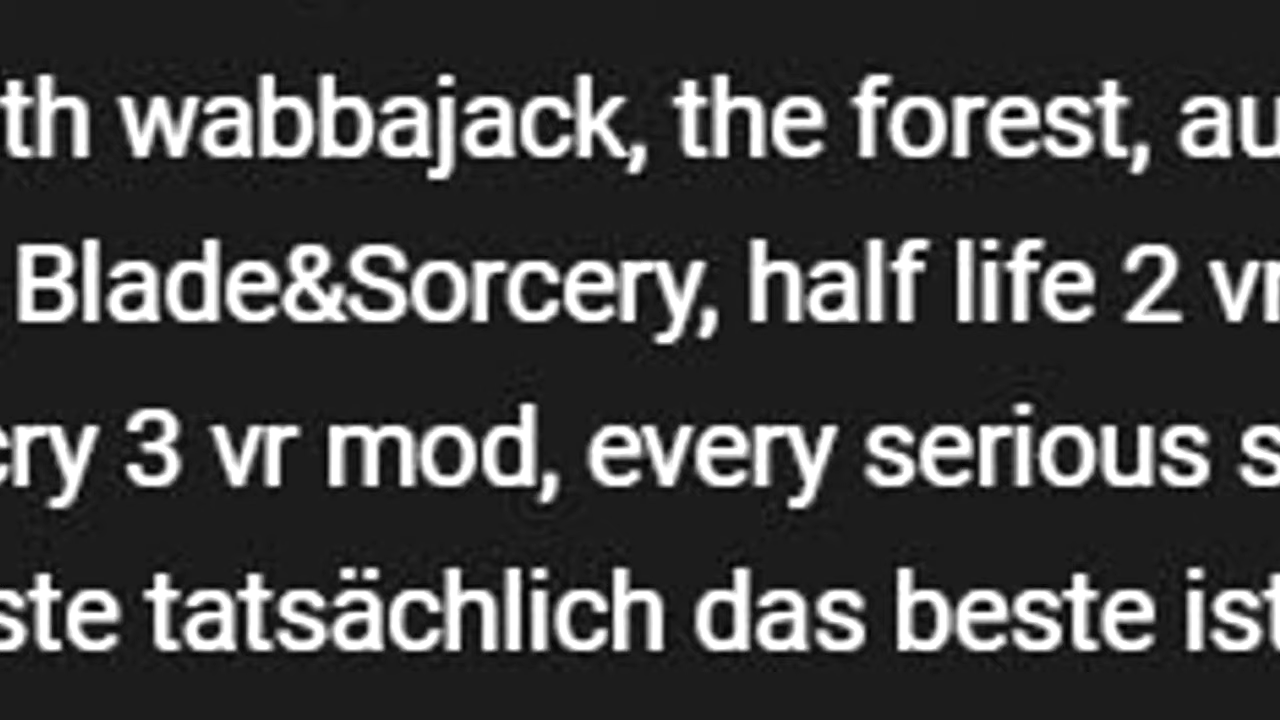 th wabbajack, the forest, au
Blade&Sorcery, half life 2 vr
cry 3 vr mod, every serious s
ste tatsächlich das beste ist